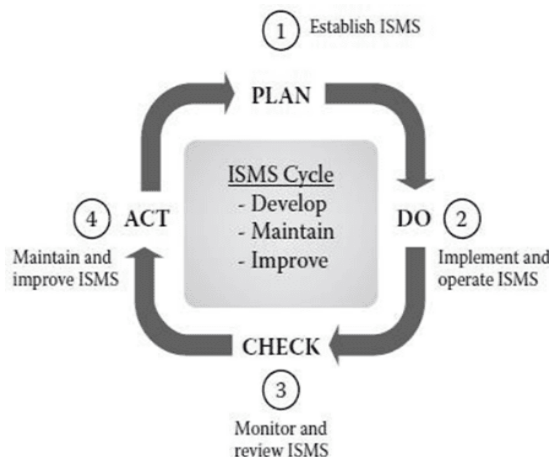 1 Establish ISMS
PLAN
ISMS Cycle
- Develop
- Maintain
- Improve
4 ACT
Maintain and
improve ISMS
DO 2
Implement and
operate ISMS
CHECK
3
Monitor and
review ISMS